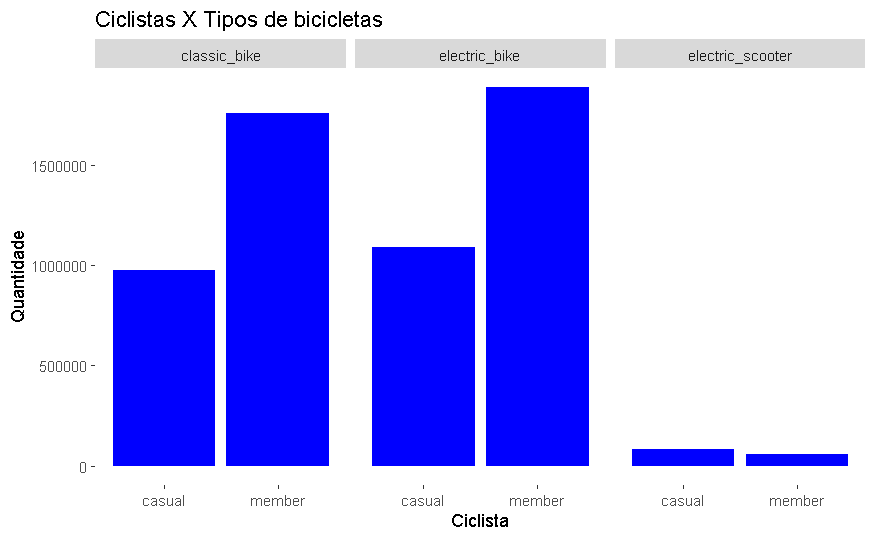 Ciclistas X Tipos de bicicletas
classic_bike electric_bike electric_scooter
Quantidade
1500000
1000000
500000
0
casual member casual member casual member
Ciclista